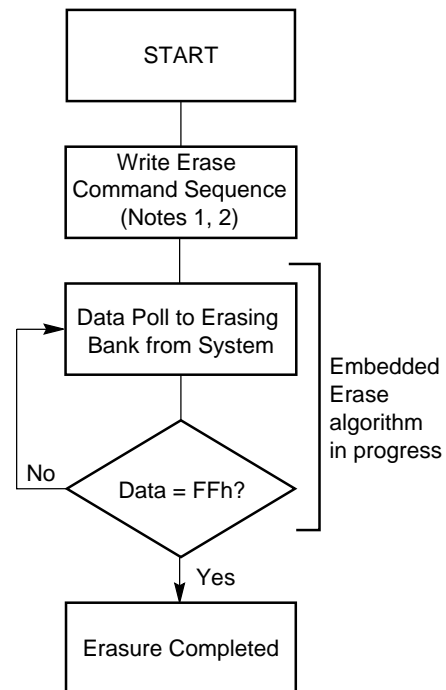 START
Write Erase
Command Sequence
(Notes 1, 2)
Data Poll to Erasing
Bank from System
Embedded
Erase
algorithm
in progress
No
Data = FFh?
Yes
Erasure Completed